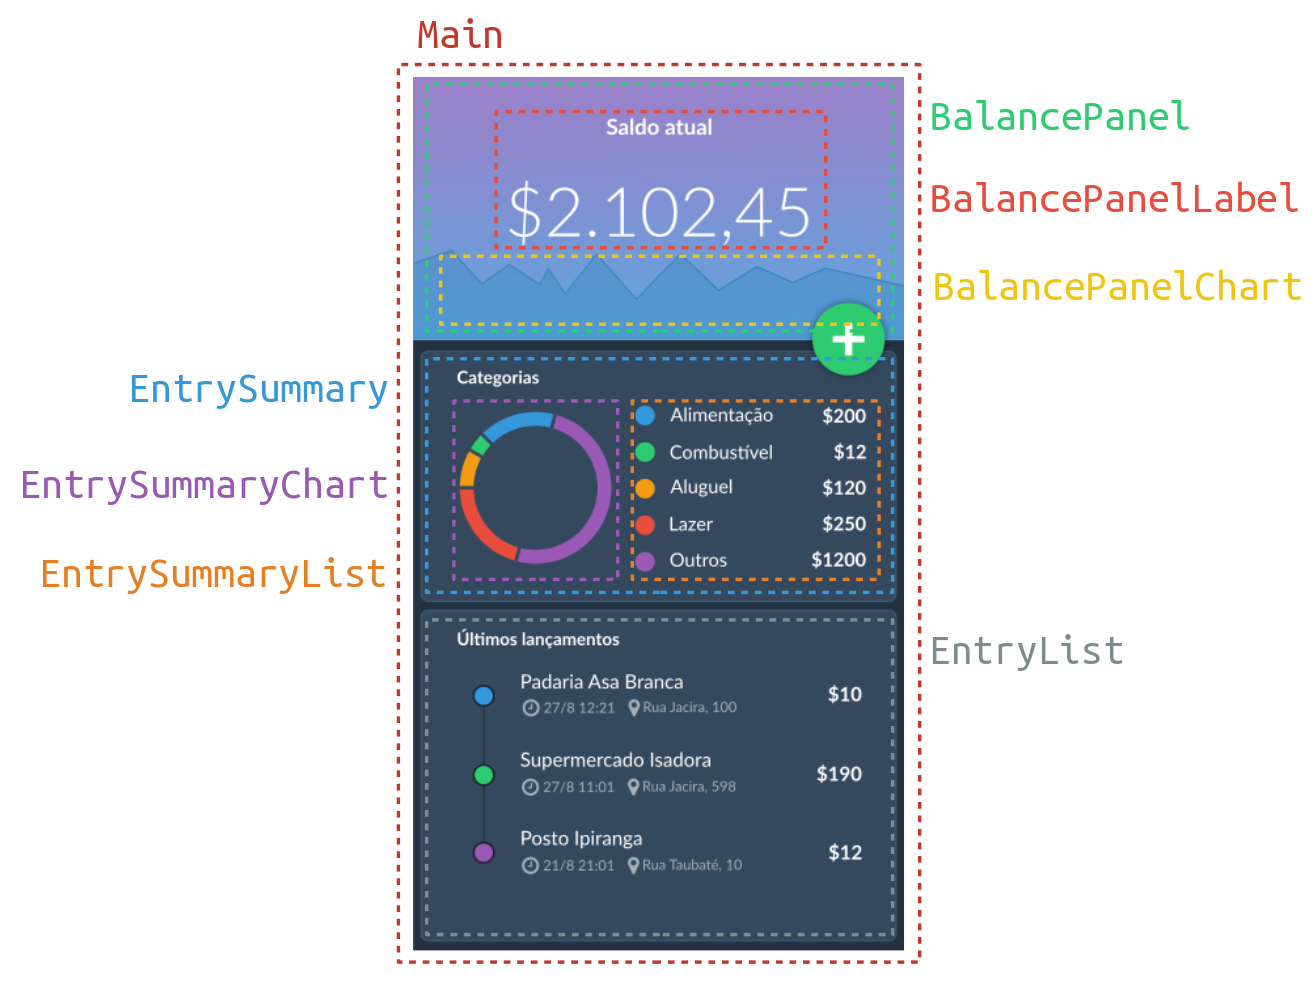 Main
Saldo atual
$2.102,45
BalancePanel
BalancePanelLabel
BalancePanelChart
EntrySummary
EntrySummaryChart
EntrySummaryList
Categorias
Alimentação $200
Combustível $12
Aluguel $120
Lazer $250
Outros $1200
EntryList
Últimos lançamentos
Padaria Asa Branca $10
27/8 12:21 Rua Jacira, 100
Supermercado Isadora $190
27/8 11:01 Rua Jacira, 598
Posto Ipiranga $12
21/8 21:01 Rua Taubaté, 10